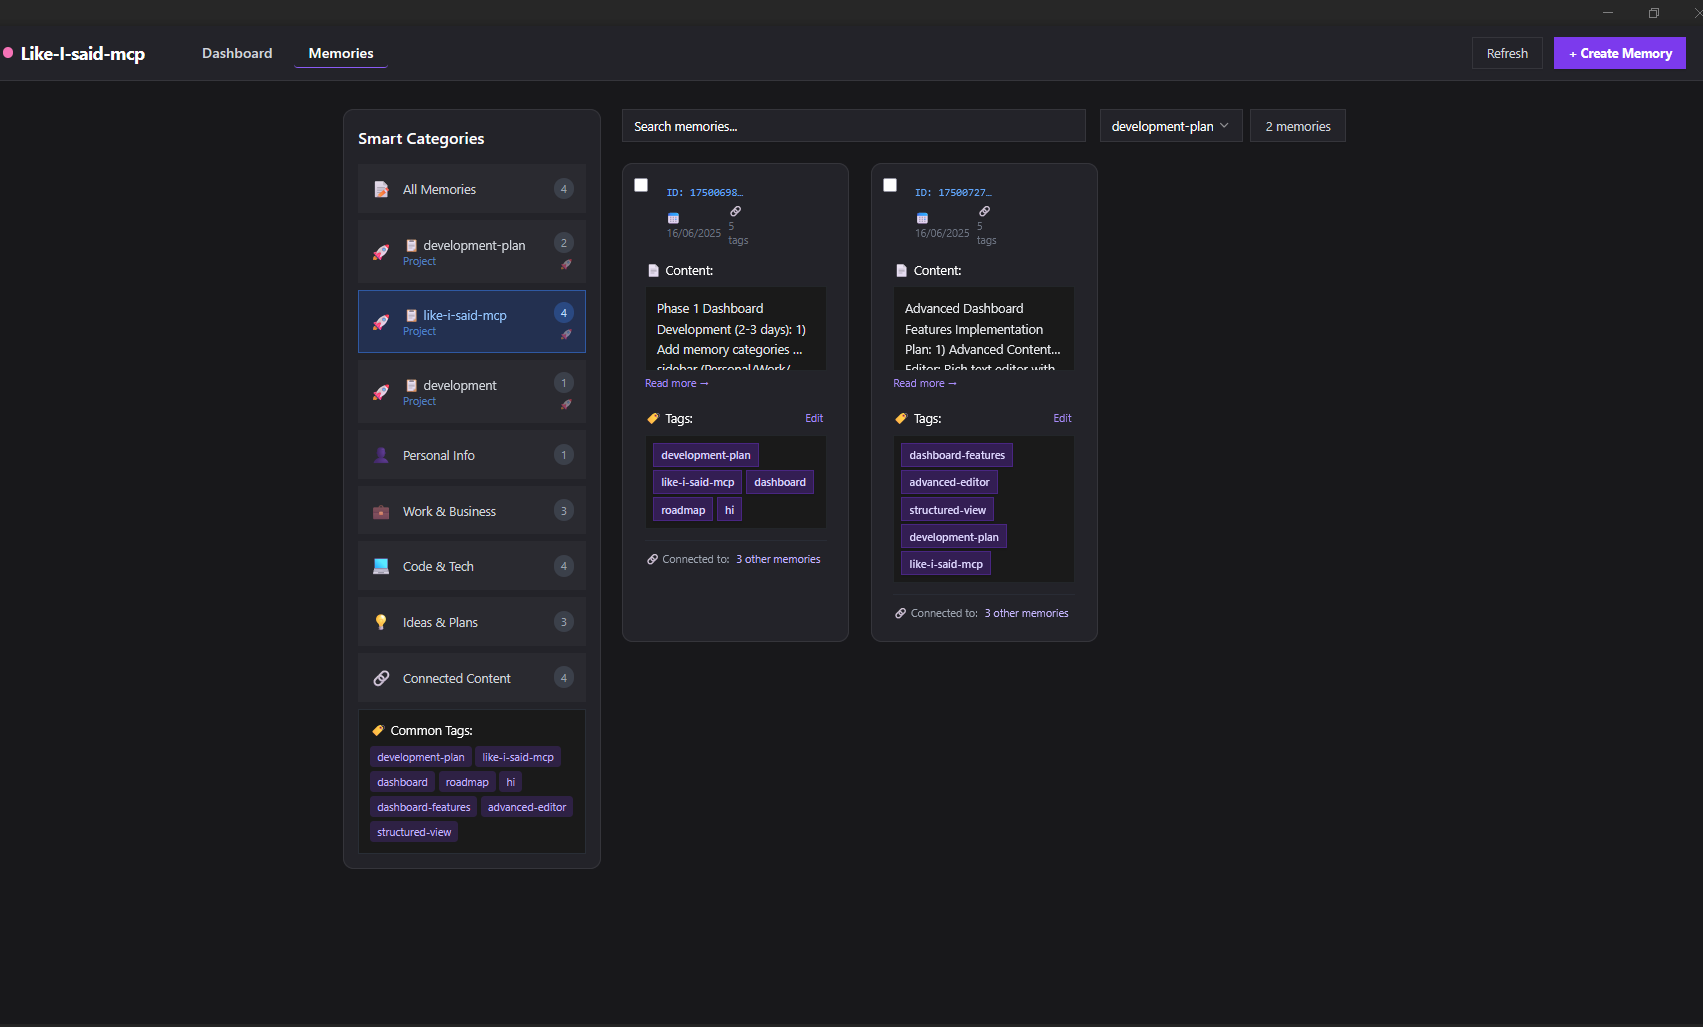 Like-I-said-mcp
Dashboard
Memories
Refresh
+ Create Memory
Smart Categories
All Memories
4
development-plan
2
Project
like-i-said-mcp
4
Project
development
1
Project
Personal Info
1
Work & Business
3
Code & Tech
4
Ideas & Plans
3
Connected Content
4
Common Tags:
development-plan like-i-said-mcp
dashboard roadmap hi
dashboard-features advanced-editor
structured-view
Search memories...
development-plan
2 memories
ID: 17500698…
16/06/2025
5
tags
Content:
Phase 1 Dashboard
Development (2-3 days): 1)
Add memory categories ...
sidebar (Personal/Work/
Read more →
Tags:
Edit
development-plan
like-i-said-mcp dashboard
roadmap hi
Connected to: 3 other memories
ID: 17500727…
16/06/2025
5
tags
Content:
Advanced Dashboard
Features Implementation
Plan: 1) Advanced Content...
Editor: Rich text editor with
Read more →
Tags:
Edit
dashboard-features
advanced-editor
structured-view
development-plan
like-i-said-mcp
Connected to: 3 other memories